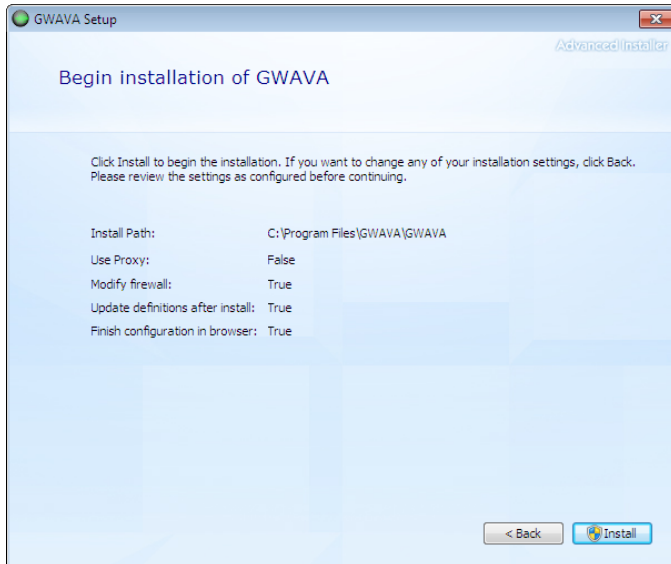 GWAVA Setup
Advanced Installer
Begin installation of GWAVA
Click Install to begin the installation. If you want to change any of your installation settings, click Back.
Please review the settings as configured before continuing.
Install Path: C:\Program Files\GWAVA\GWAVA
Use Proxy: False
Modify firewall: True
Update definitions after install: True
Finish configuration in browser: True
< Back Install